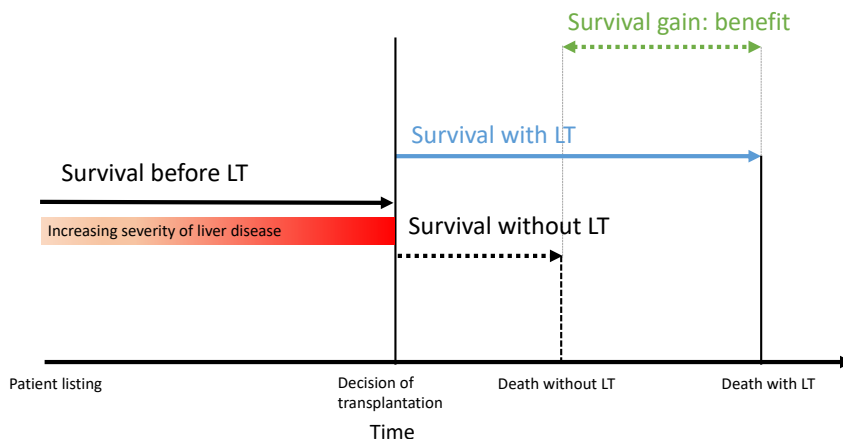 Survival gain: benefit
Survival with LT
Survival before LT
Survival without LT
Increasing severity of liver disease
Patient listing
Decision of
transplantation
Death without LT
Death with LT
Time